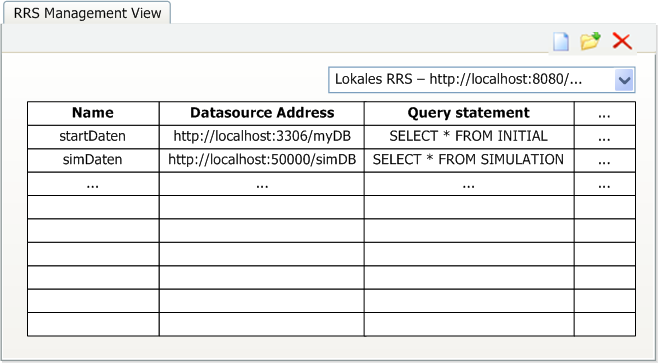 RRS Management View
Lokales RRS – http://localhost:8080/...
Name Datasource Address Query statement ...
startDaten http://localhost:3306/myDB SELECT * FROM INITIAL ...
simDaten http://localhost:50000/simDB SELECT * FROM SIMULATION ...
... ... ... ...